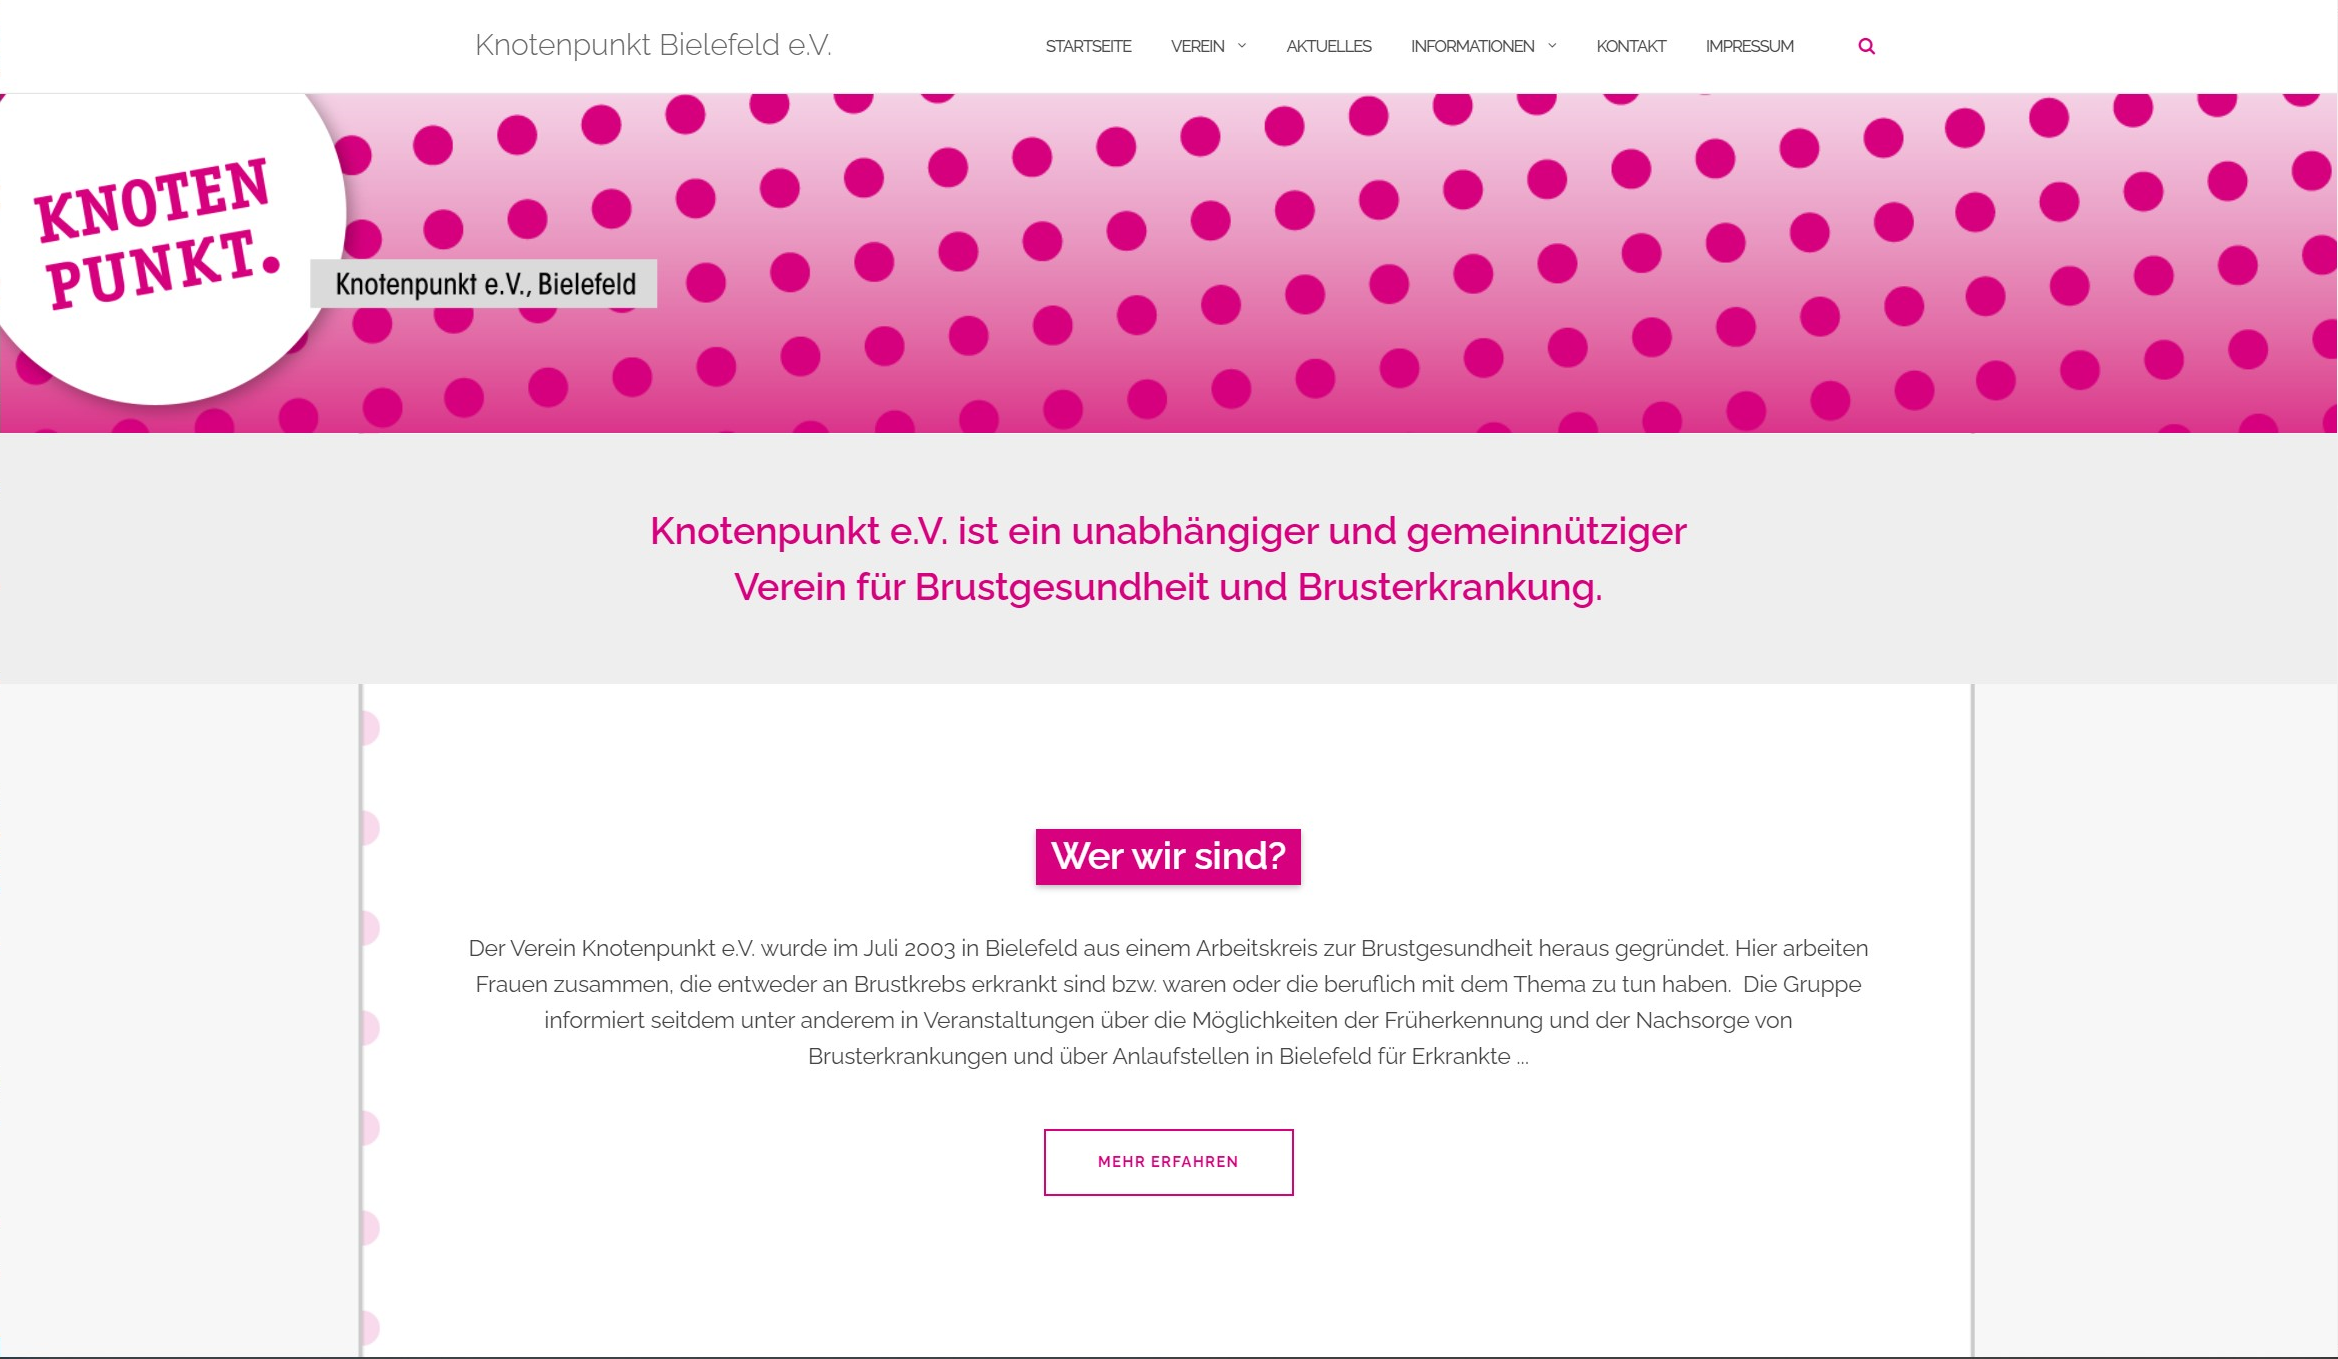 Knotenpunkt Bielefeld e.V.
STARTSEITE VEREIN AKTUELLES INFORMATIONEN KONTAKT IMPRESSUM
KNOTEN
PUNKT.
Knotenpunkt e.V., Bielefeld
Knotenpunkt e.V. ist ein unabhängiger und gemeinnütziger
Verein für Brustgesundheit und Brusterkrankung.
Wer wir sind?
Der Verein Knotenpunkt e.V. wurde im Juli 2003 in Bielefeld aus einem Arbeitskreis zur Brustgesundheit heraus gegründet. Hier arbeiten
Frauen zusammen, die entweder an Brustkrebs erkrankt sind bzw. waren oder die beruflich mit dem Thema zu tun haben.  Die Gruppe
informiert seitdem unter anderem in Veranstaltungen über die Möglichkeiten der Früherkennung und der Nachsorge von
Brusterkrankungen und über Anlaufstellen in Bielefeld für Erkrankte ...
MEHR ERFAHREN